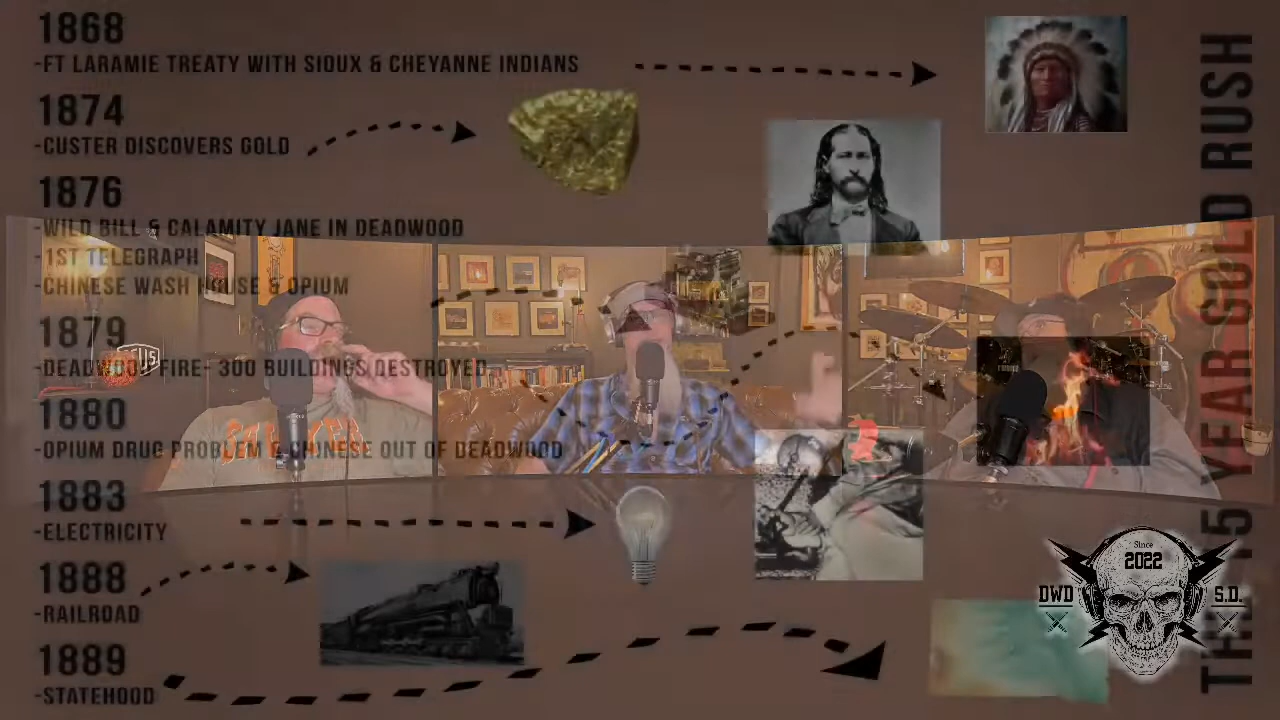 1868
-FT LARAMIE TREATY WITH SIOUX & CHEYANNE INDIANS
1874
-CUSTER DISCOVERS GOLD
1876
-WILD BILL & CALAMITY JANE IN DEADWOOD
-1ST TELEGRAPH
-CHINESE WASH HOUSE & OPIUM
1879
-DEADWOOD FIRE- 300 BUILDINGS DESTROYED
1880
-OPIUM DRUG PROBLEM & CHINESE OUT OF DEADWOOD
1883
-ELECTRICITY
1888
-RAILROAD
1889
-STATEHOOD
THE 15 YEAR GOLD RUSH
Since
2022
DWD S.D.